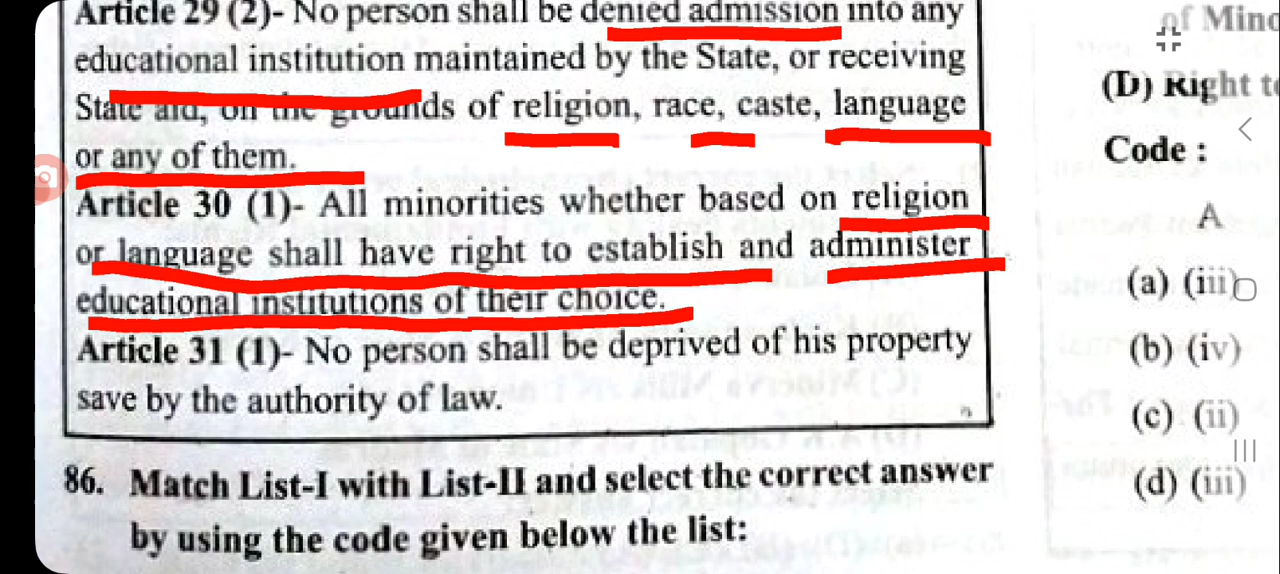 Article 29 (2)- No person shall be denied admission into any
educational institution maintained by the State, or receiving
State aid, on the grounds of religion, race, caste, language
or any of them.
Article 30 (1)- All minorities whether based on religion
or language shall have right to establish and administer
educational institutions of their choice.
Article 31 (1)- No person shall be deprived of his property
save by the authority of law.
86. Match List-I with List-II and select the correct answer
by using the code given below the list:
of Mino
(D) Right to
Code :
A
(a) (iii)
(b) (iv)
(c) (ii)
(d) (iii)